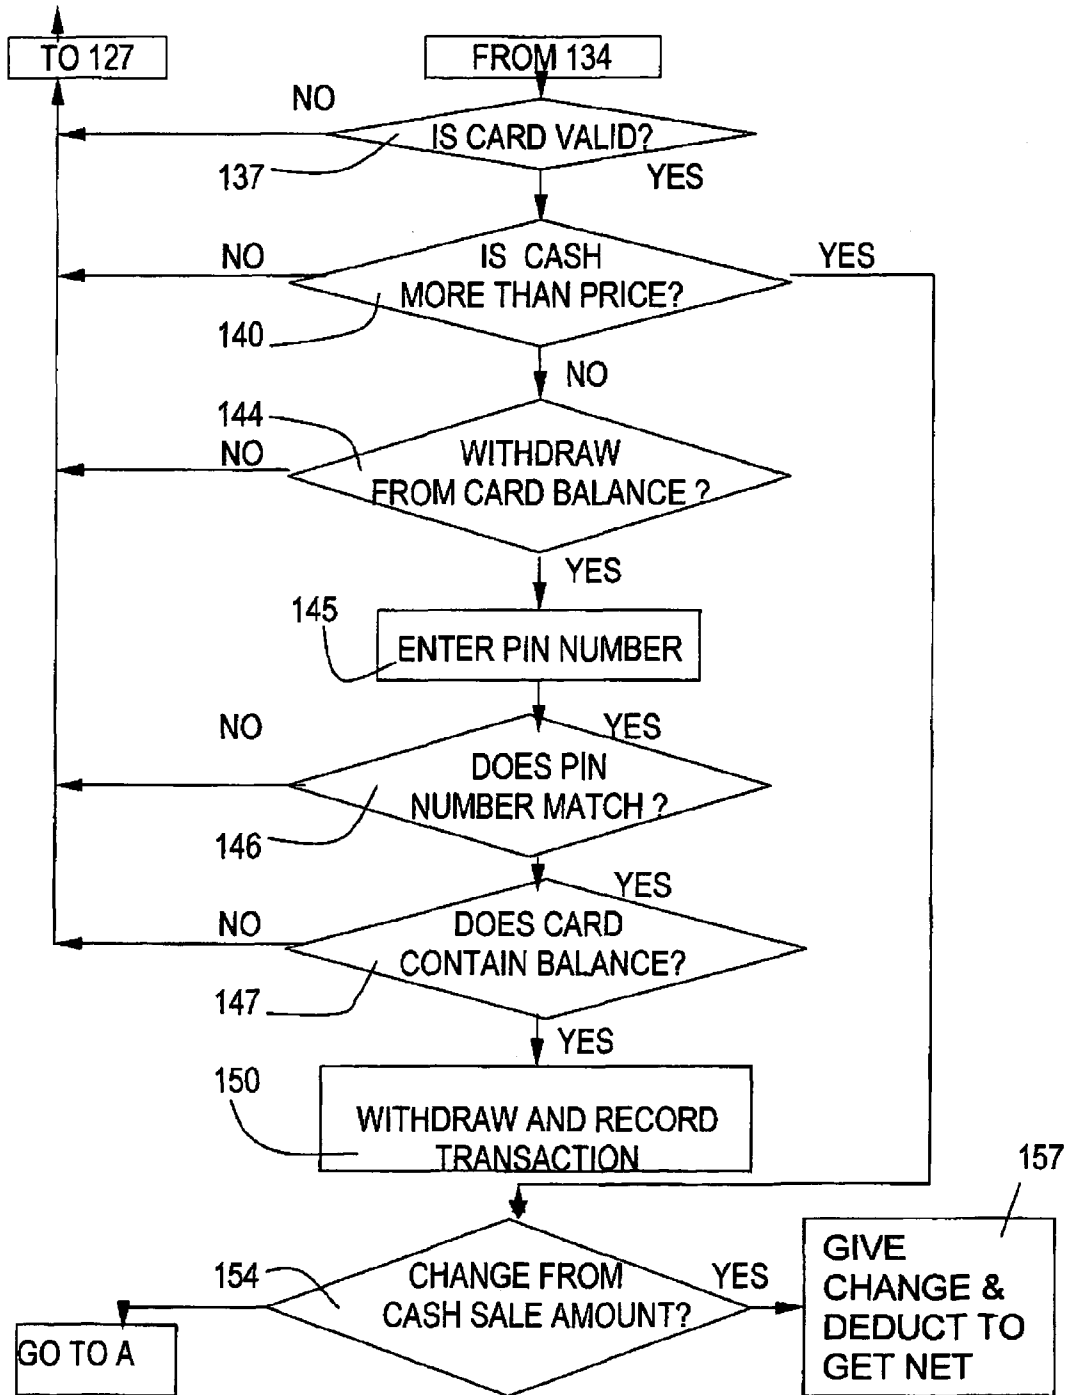 TO 127
FROM 134
NO
IS CARD VALID?
137
YES
NO
IS CASH
MORE THAN PRICE?
YES
140
NO
144
NO
WITHDRAW
FROM CARD BALANCE ?
YES
145
ENTER PIN NUMBER
NO
YES
DOES PIN
NUMBER MATCH ?
146
YES
NO
DOES CARD
CONTAIN BALANCE?
147
YES
150
WITHDRAW AND RECORD
TRANSACTION
157
154
CHANGE FROM
CASH SALE AMOUNT?
YES
GIVE
CHANGE &
DEDUCT TO
GET NET
GO TO A